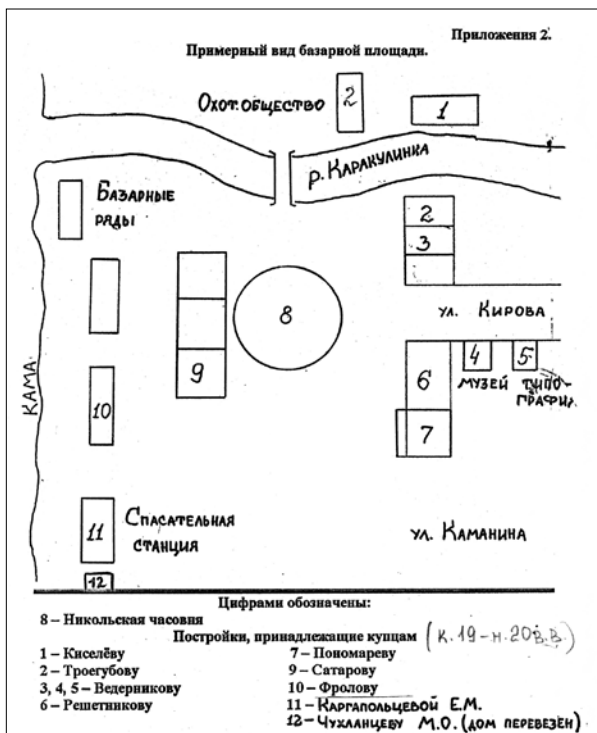 Приложения 2.
Примерный вид базарной площади.
Охот. общество
2
1
р. Каракулинка
Базарные
ряды
2
3
8
ул. Кирова
9
4
5
6
музей
типо-
графия
КАМА
10
7
11
Спасательная
станция
ул. Каманина
12
Цифрами обозначены:
8 – Никольская часовня
Постройки, принадлежащие купцам (к. 19 – н. 20 в.в.)
1 – Киселёву
2 – Троегубову
3, 4, 5 – Ведерникову
6 – Решетникову
7 – Пономареву
9 – Сатарову
10 – Фролову
11 – Каргапольцевой Е.М.
12 – Чухланцеву М.О. (дом перевезён)